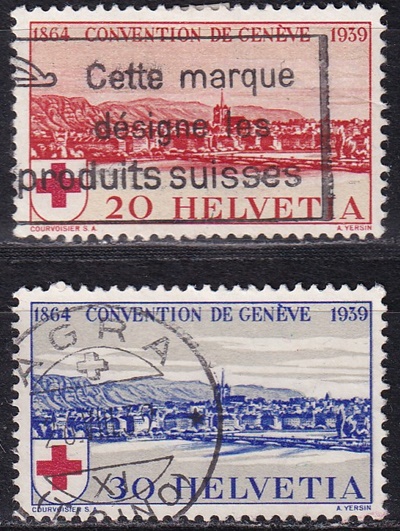 1864 CONVENTION DE GENÈVE 1939
Cette marque
désigne les
produits suisses
20 HELVETIA
COURVOISIER S.A. A. YERSIN
1864 CONVENTION DE GENÈVE 1939
AGRA
30 HELVETIA
COURVOISIER S.A. A. YERSIN